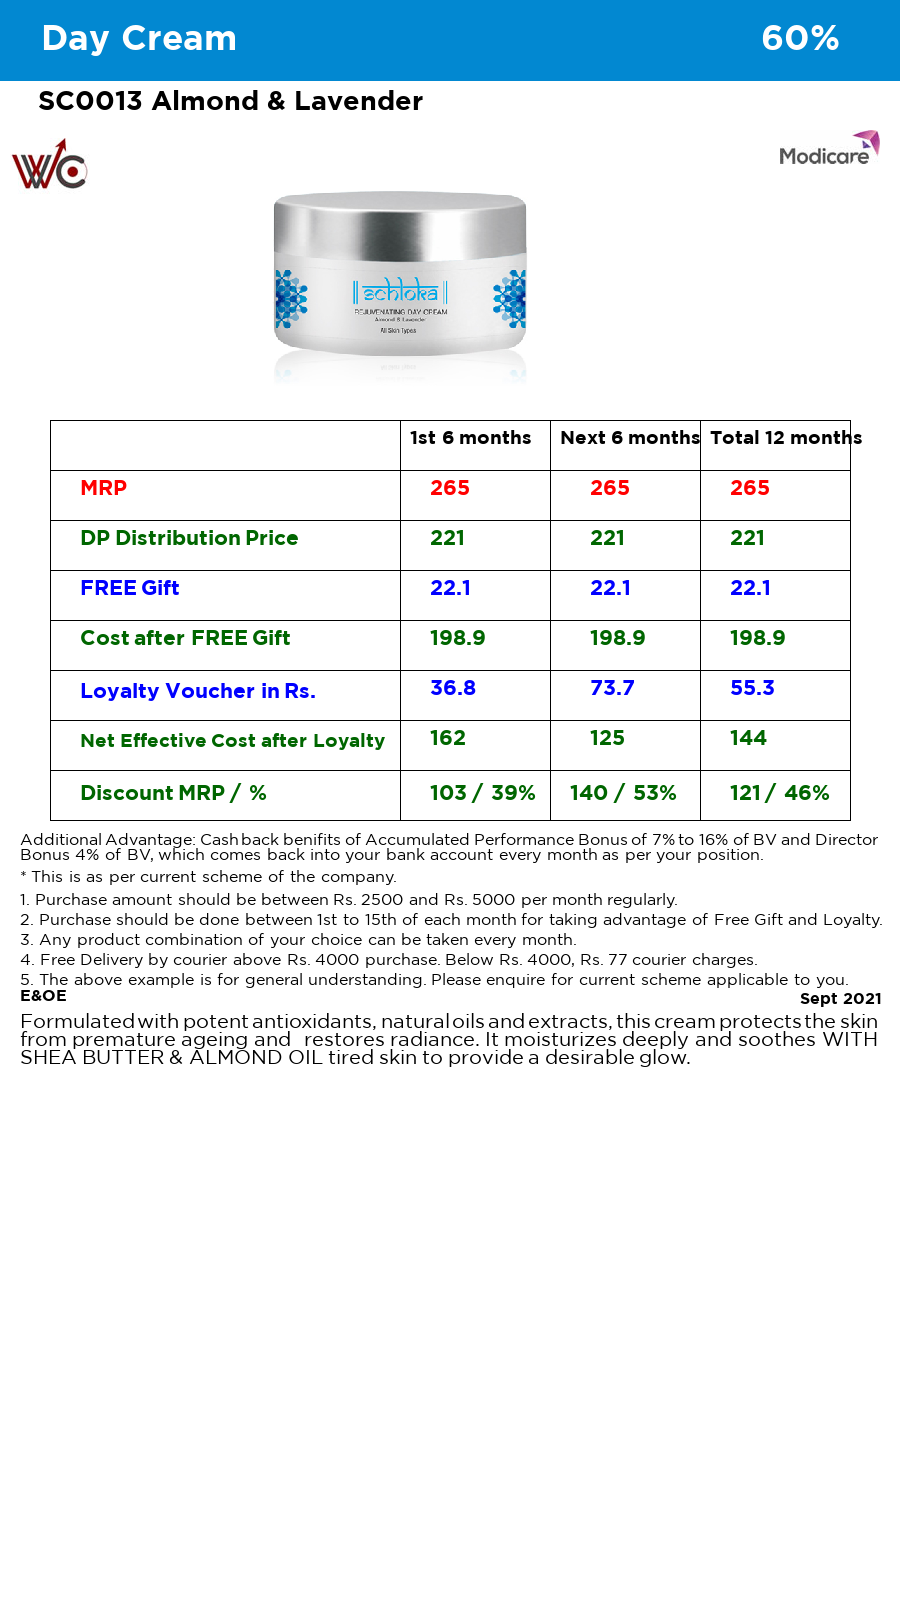 Day Cream 60%
SC0013 Almond & Lavender
WC
Modicare
schloka
REJUVENATING DAY CREAM
Almond & Lavender
All Skin Types
1st 6 months Next 6 months Total 12 months
MRP 265 265 265
DP Distribution Price 221 221 221
FREE Gift 22.1 22.1 22.1
Cost after FREE Gift 198.9 198.9 198.9
Loyalty Voucher in Rs. 36.8 73.7 55.3
Net Effective Cost after Loyalty 162 125 144
Discount MRP / % 103 / 39% 140 / 53% 121 / 46%
Additional Advantage: Cash back benifits of Accumulated Performance Bonus of 7% to 16% of BV and Director
Bonus 4% of BV, which comes back into your bank account every month as per your position.
* This is as per current scheme of the company.
1. Purchase amount should be between Rs. 2500 and Rs. 5000 per month regularly.
2. Purchase should be done between 1st to 15th of each month for taking advantage of Free Gift and Loyalty.
3. Any product combination of your choice can be taken every month.
4. Free Delivery by courier above Rs. 4000 purchase. Below Rs. 4000, Rs. 77 courier charges.
5. The above example is for general understanding. Please enquire for current scheme applicable to you.
E&OE Sept 2021
Formulated with potent antioxidants, natural oils and extracts, this cream protects the skin
from premature ageing and restores radiance. It moisturizes deeply and soothes WITH
SHEA BUTTER & ALMOND OIL tired skin to provide a desirable glow.